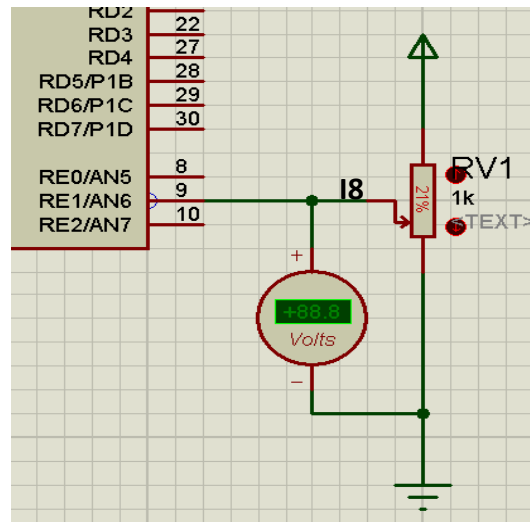 RD2
RD3 22
RD4 27
RD5/P1B 28
RD6/P1C 29
RD7/P1D 30
RE0/AN5 8
RE1/AN6 9
RE2/AN7 10
I8
RV1
1k
<TEXT>
21%
+
+88.8
Volts
−